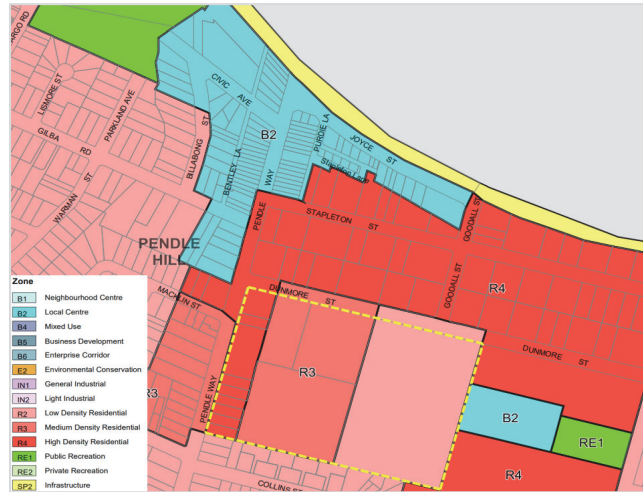 ARGO RD
LISMORE ST
PARKLAND AVE
GILBA
RD
WARMAN
ST
BILLABONG
ST
CIVIC
AVE
BENTLEY LA
B2
PENDLE
WAY
PURDIE LA
JOYCE
ST
Stapleton Lane
STAPLETON
ST
GOODALL ST
GOODALL ST
R4
PENDLE
HILL
MACKLIN ST
DUNMORE
ST
DUNMORE
ST
R3
R3
PENDLE WAY
B2
RE1
R4
COLLINS ST
Zone
B1 Neighbourhood Centre
B2 Local Centre
B4 Mixed Use
B5 Business Development
B6 Enterprise Corridor
E2 Environmental Conservation
IN1 General Industrial
IN2 Light Industrial
R2 Low Density Residential
R3 Medium Density Residential
R4 High Density Residential
RE1 Public Recreation
RE2 Private Recreation
SP2 Infrastructure